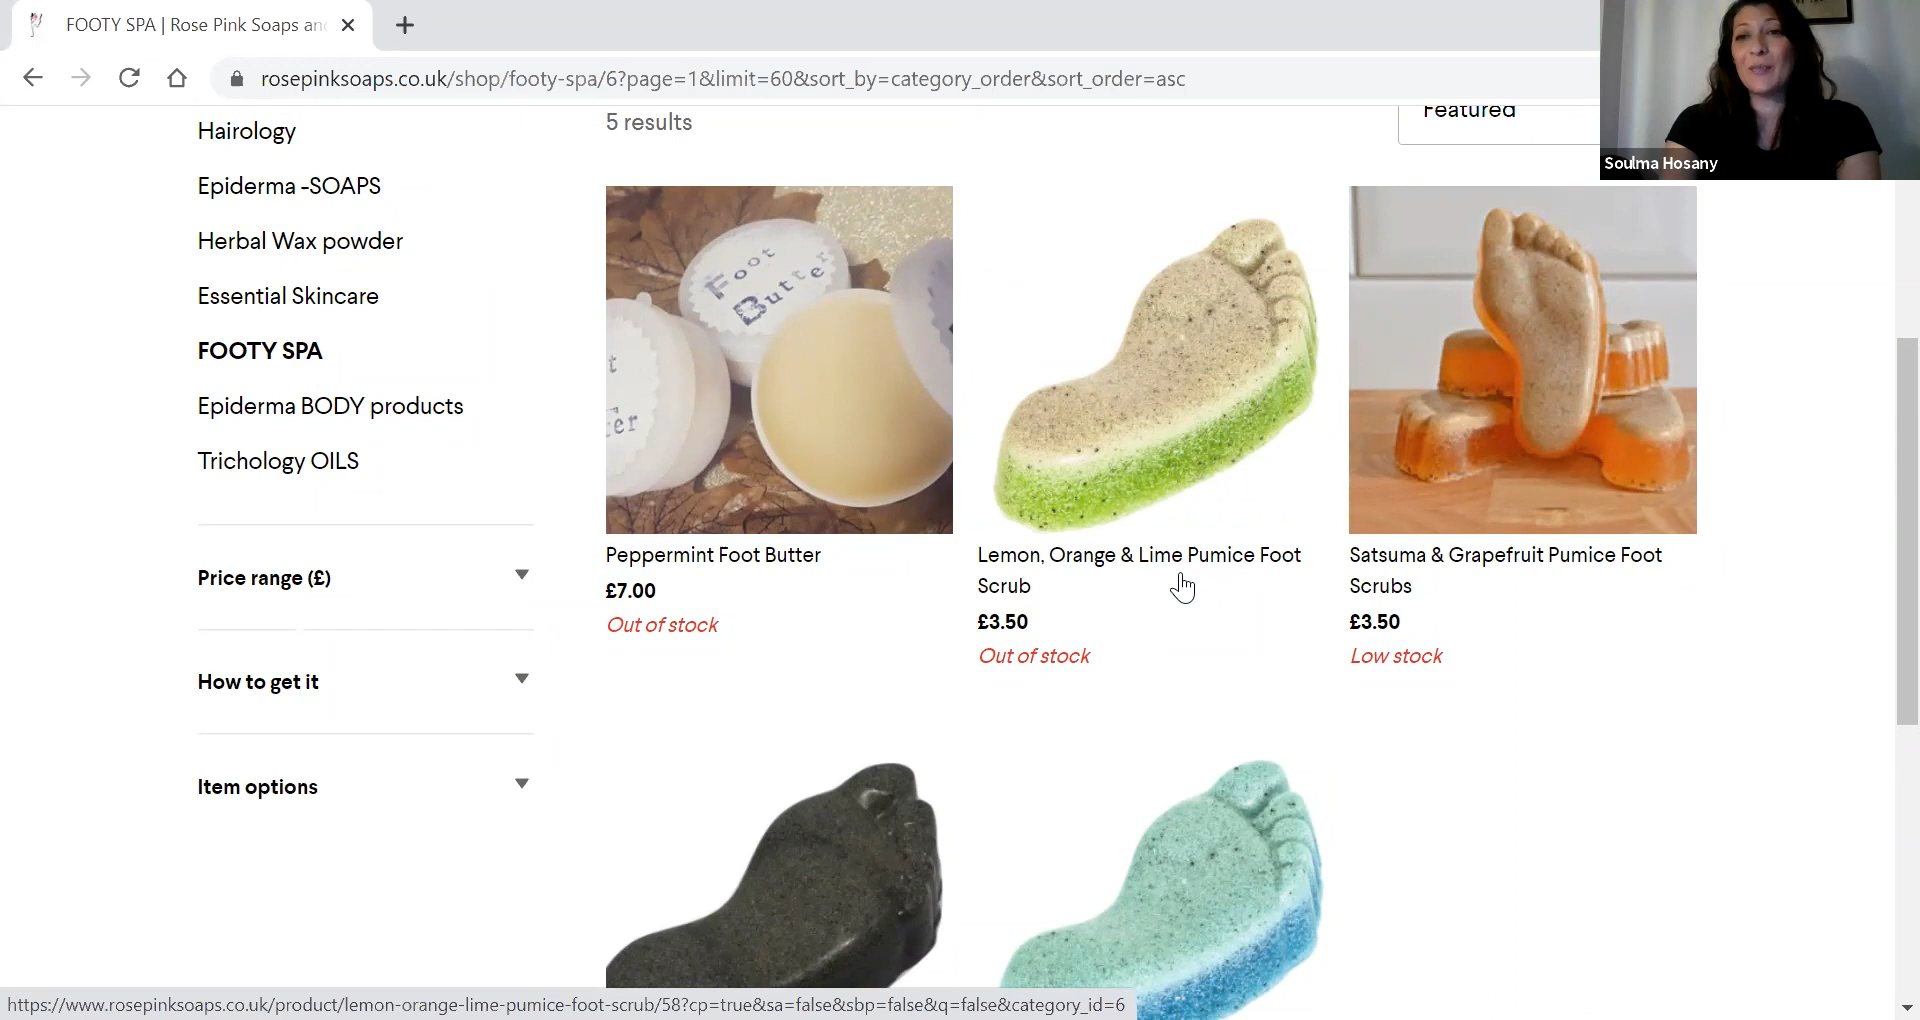 FOOTY SPA | Rose Pink Soaps an
rosepinksoaps.co.uk/shop/footy-spa/6?page=1&limit=60&sort_by=category_order&sort_order=asc
Soulma Hosany
Hairology
Epiderma -SOAPS
Herbal Wax powder
Essential Skincare
FOOTY SPA
Epiderma BODY products
Trichology OILS
Price range (£)
How to get it
Item options
5 results
Featured
Foot
Butter
t
ter
Peppermint Foot Butter
£7.00
Out of stock
Lemon, Orange & Lime Pumice Foot
Scrub
£3.50
Out of stock
Satsuma & Grapefruit Pumice Foot
Scrubs
£3.50
Low stock
https://www.rosepinksoaps.co.uk/product/lemon-orange-lime-pumice-foot-scrub/58?cp=true&sa=false&sbp=false&q=false&category_id=6